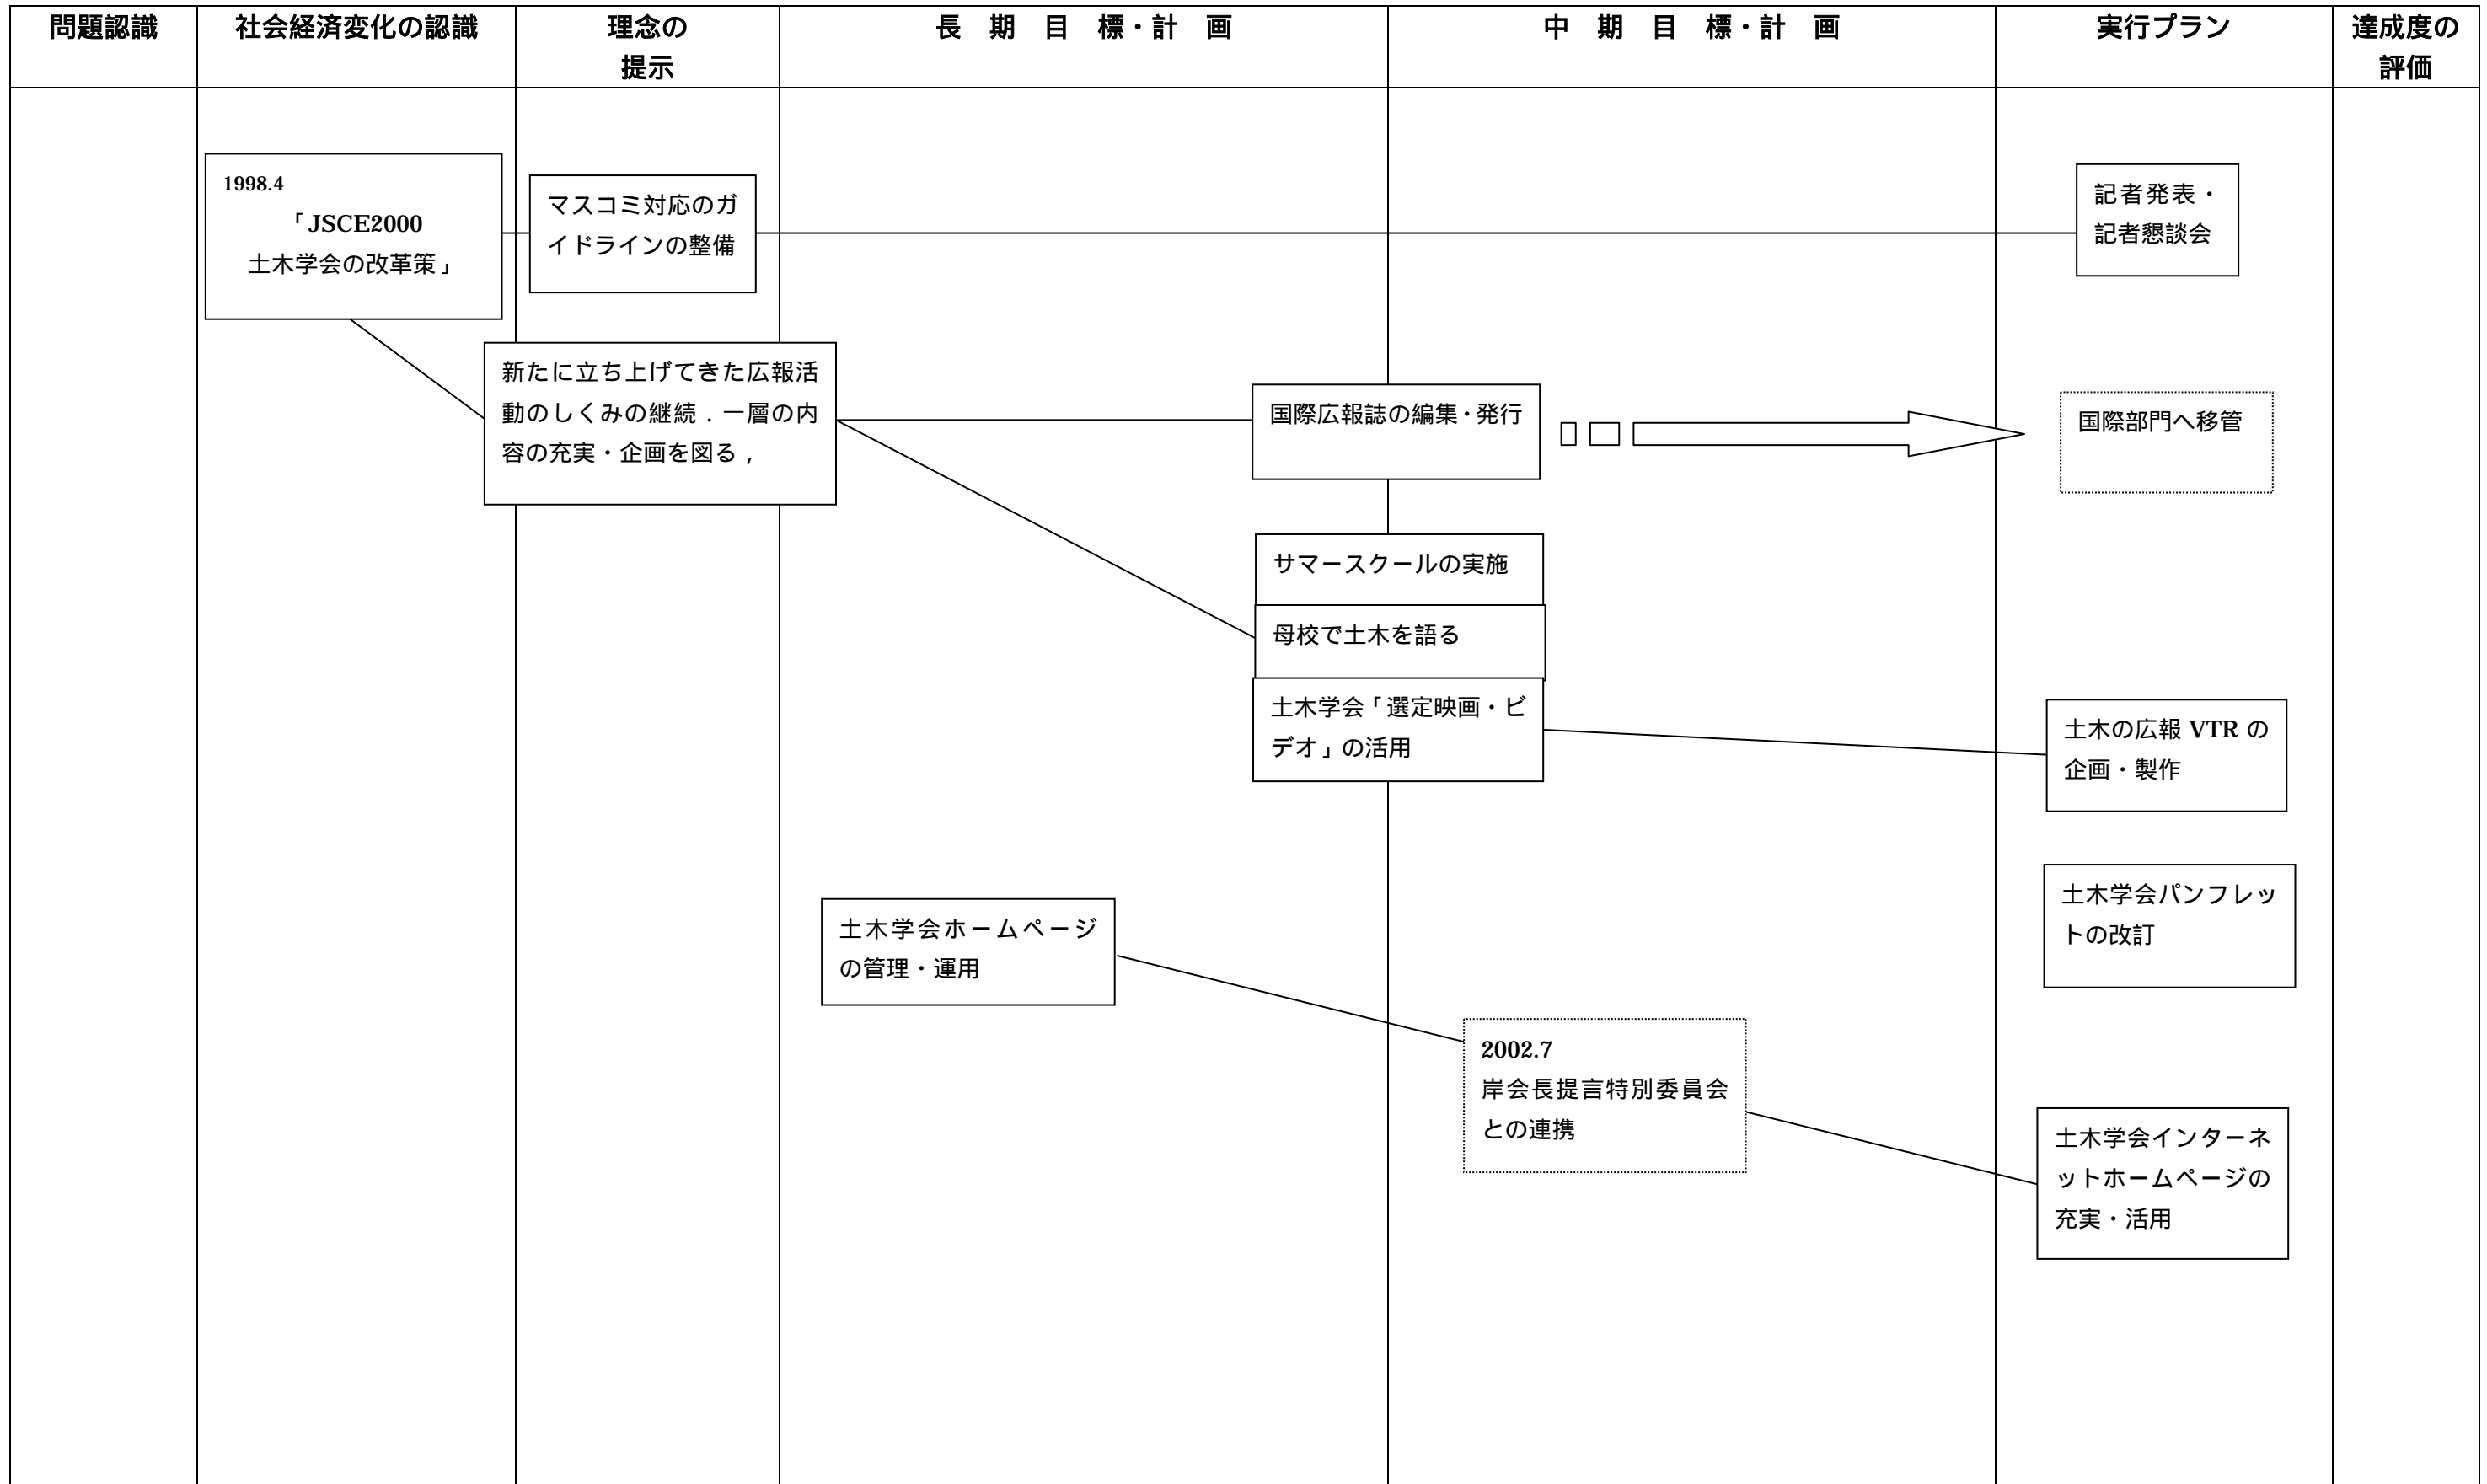 問題認識
社会経済変化の認識
理念の
提示
長　期　目　標・計　画
中　期　目　標・計　画
実行プラン
達成度の
評価
1998.4
「JSCE2000
土木学会の改革策」
マスコミ対応のガ
イドラインの整備
記者発表・
記者懇談会
新たに立ち上げてきた広報活
動のしくみの継続．一層の内
容の充実・企画を図る，
国際広報誌の編集・発行
国際部門へ移管
サマースクールの実施
母校で土木を語る
土木学会「選定映画・ビ
デオ」の活用
土木の広報 VTR の
企画・製作
土木学会パンフレッ
トの改訂
土木学会ホームページ
の管理・運用
2002.7
岸会長提言特別委員会
との連携
土木学会インターネ
ットホームページの
充実・活用